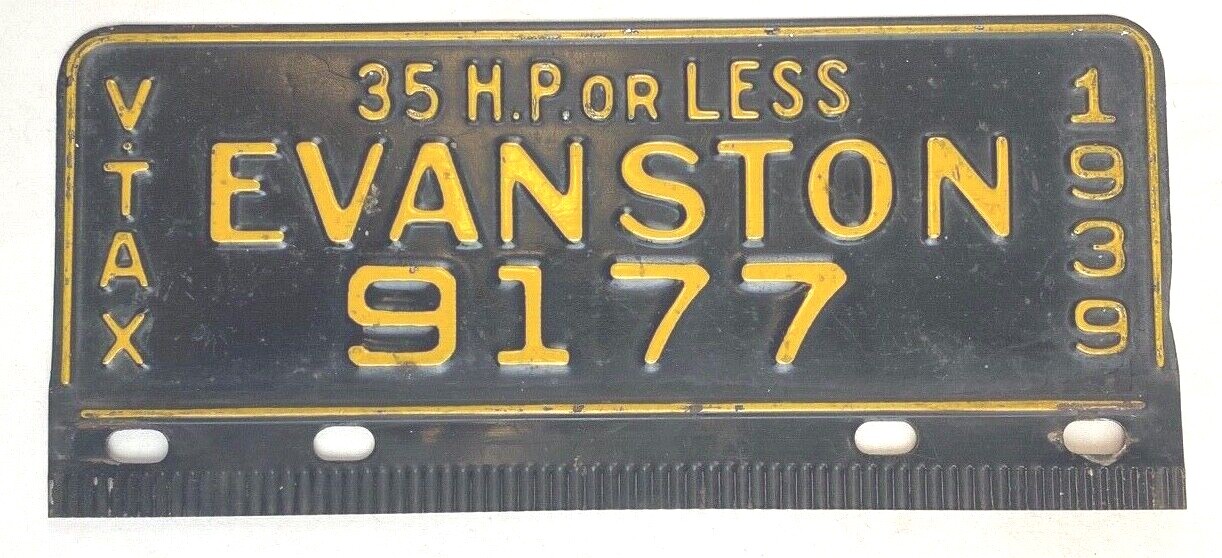 35 H.P. OR LESS
V. TAX
EVANSTON
9177
1939